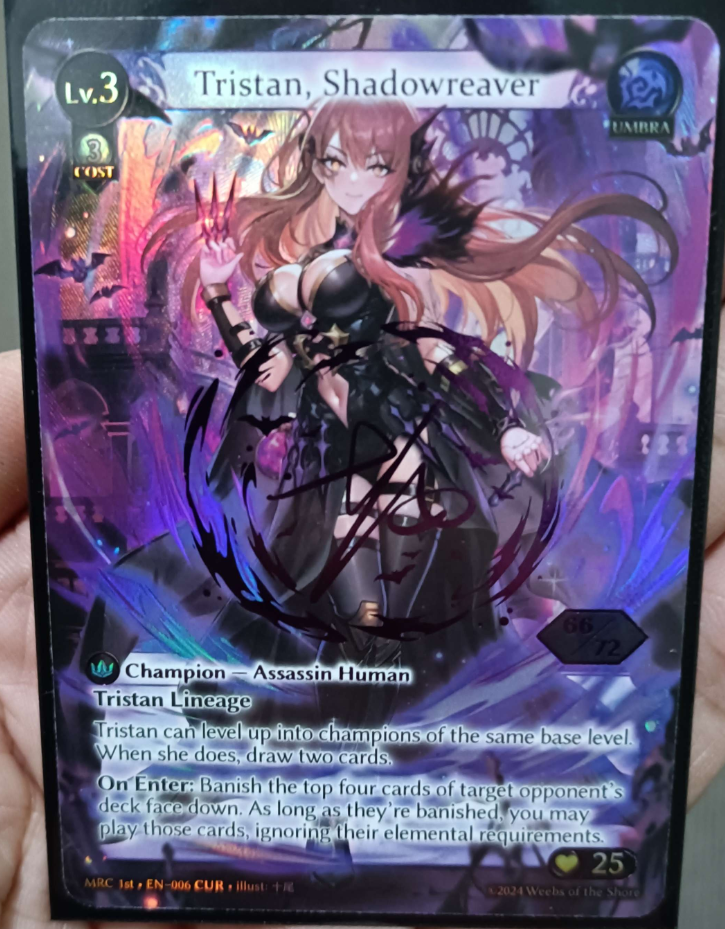 Lv.3
Tristan, Shadowreaver
UMBRA
3
COST
66/72
Champion — Assassin Human
Tristan Lineage
Tristan can level up into champions of the same base level.
When she does, draw two cards.
On Enter: Banish the top four cards of target opponent's
deck face down. As long as they're banished, you may
play those cards, ignoring their elemental requirements.
25
MRC 1st • EN-006 CUR • illust: 十尾
©2024 Weebs of the Shore